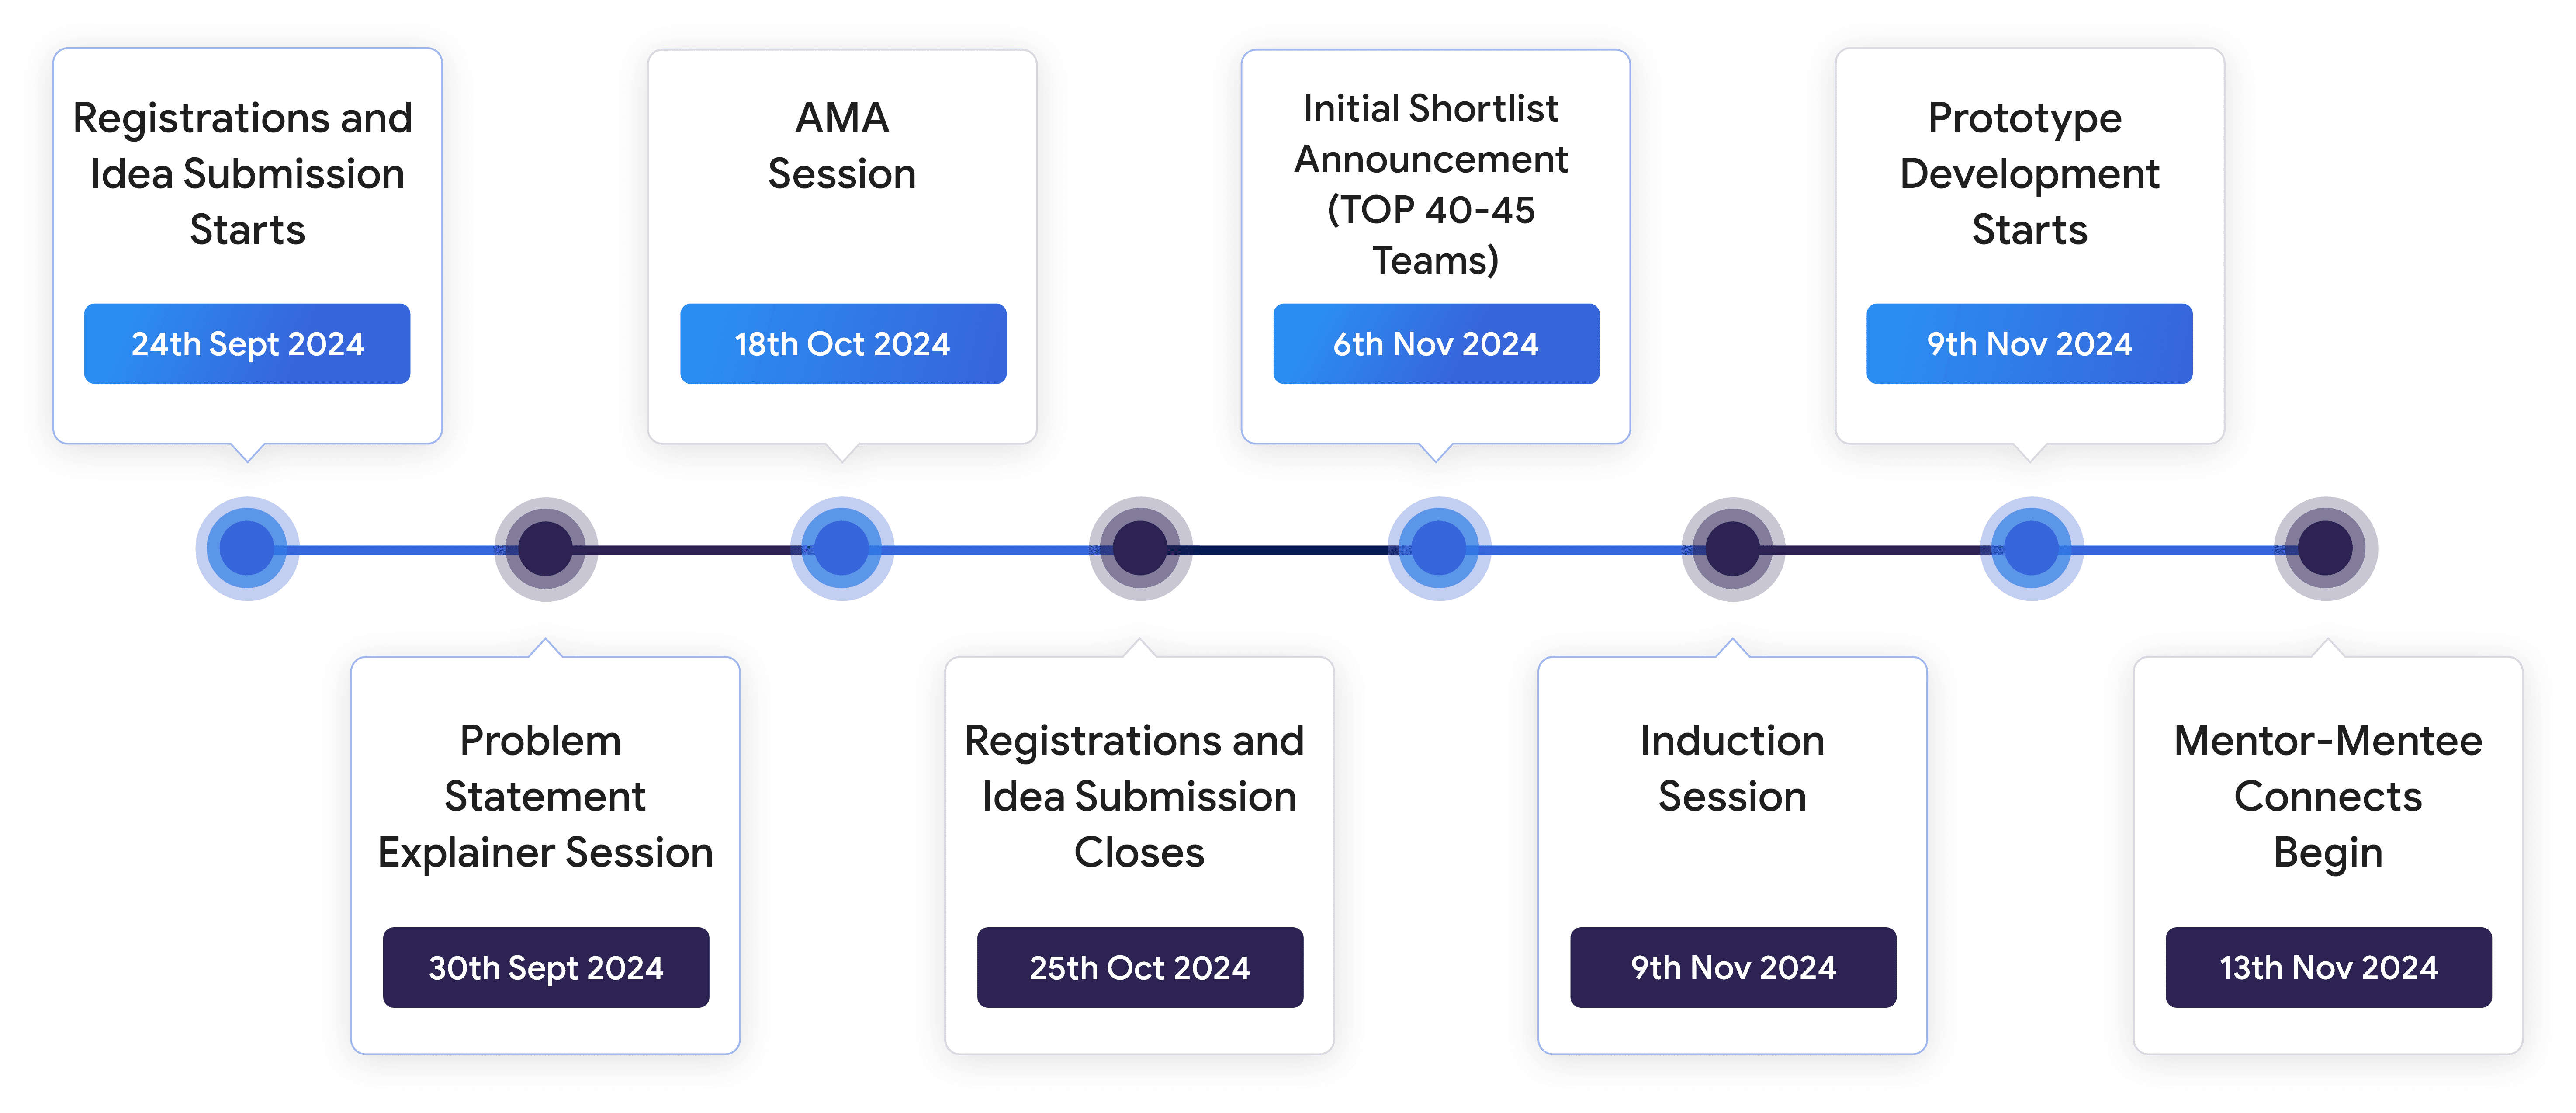 Registrations and
Idea Submission
Starts
24th Sept 2024
Problem
Statement
Explainer Session
30th Sept 2024
AMA
Session
18th Oct 2024
Registrations and
Idea Submission
Closes
25th Oct 2024
Initial Shortlist
Announcement
(TOP 40-45
Teams)
6th Nov 2024
Induction
Session
9th Nov 2024
Prototype
Development
Starts
9th Nov 2024
Mentor-Mentee
Connects
Begin
13th Nov 2024